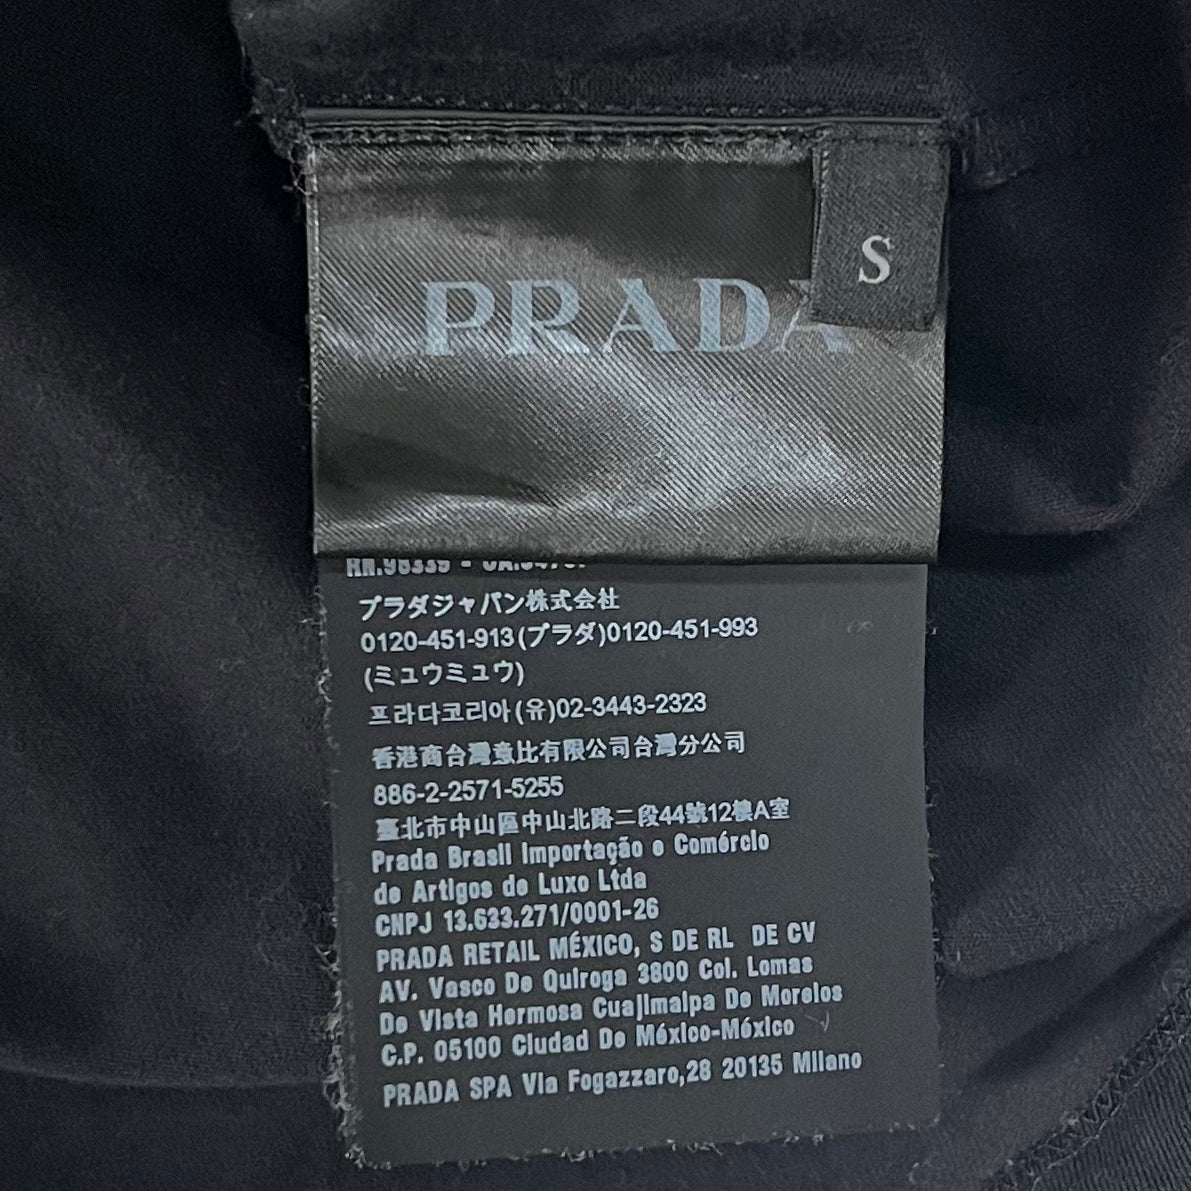 S
PRADA
プラダジャパン株式会社
0120-451-913(プラダ)0120-451-993
(ミュウミュウ)
프라다코리아(유)02-3443-2323
香港商台灣意比有限公司台灣分公司
886-2-2571-5255
臺北市中山區中山北路二段44號12樓A室
Prada Brasil Importação e Comércio
de Artigos de Luxo Ltda
CNPJ 13.633.271/0001-26
PRADA RETAIL MÉXICO, S DE RL DE CV
AV. Vasco De Quiroga 3800 Col. Lomas
De Vista Hermosa Cuajimalpa De Morelos
C.P. 05100 Ciudad De México-México
PRADA SPA Via Fogazzaro,28 20135 Milano